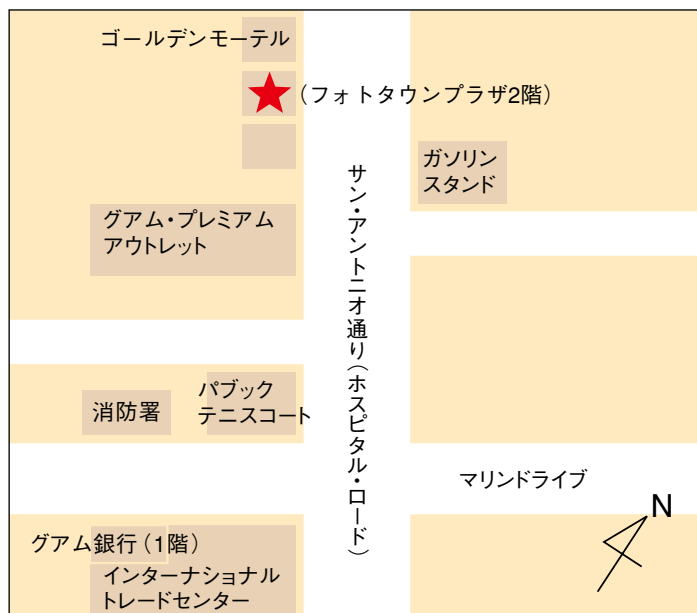 ゴールデンモーテル
(フォトタウンプラザ2階)
ガソリン
スタンド
グアム・プレミアム
アウトレット
サン・アントニオ通り(ホスピタル・ロード)
パブック
テニスコート
消防署
マリンドライブ
N
グアム銀行(1階)
インターナショナル
トレードセンター